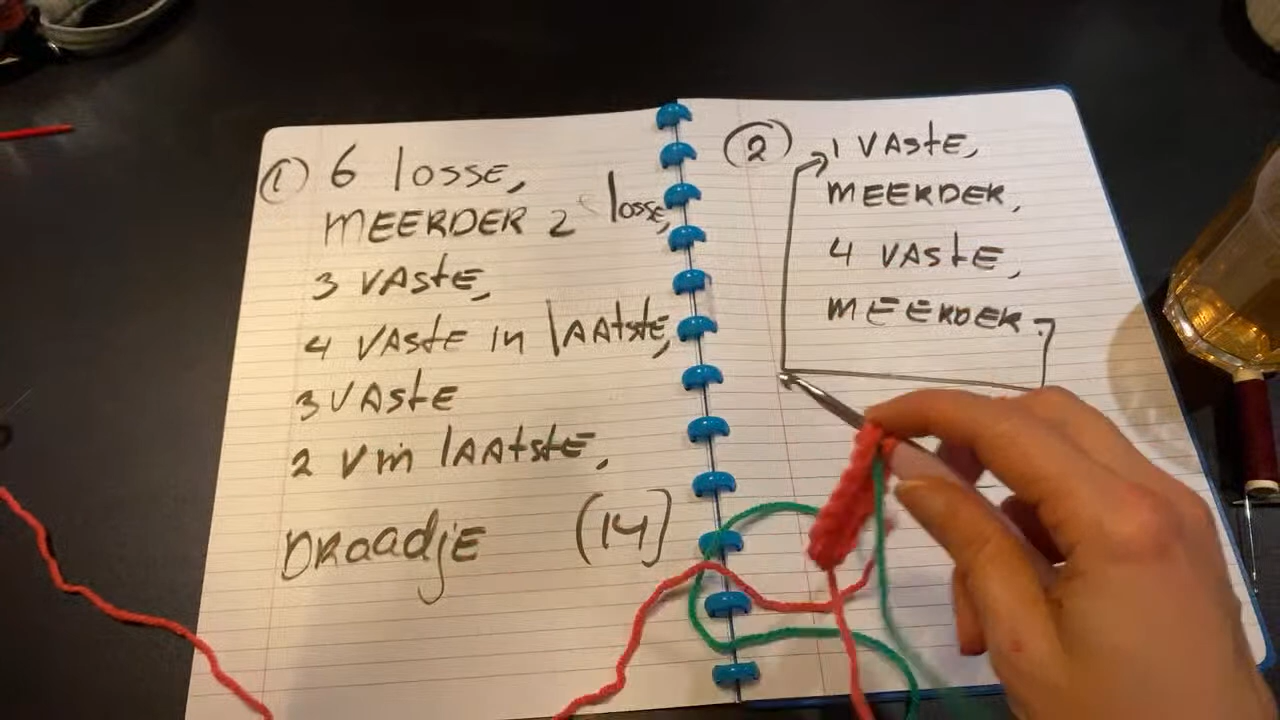 ① 6 losse,
MEERDER 2 losse,
3 VASTE,
4 VASTE in lAAtste,
3 VASTE
2 V in lAAtste.
DRAAdjE (14)
② 1 VAStE,
MEERDER,
4 VAStE,
MEERDER